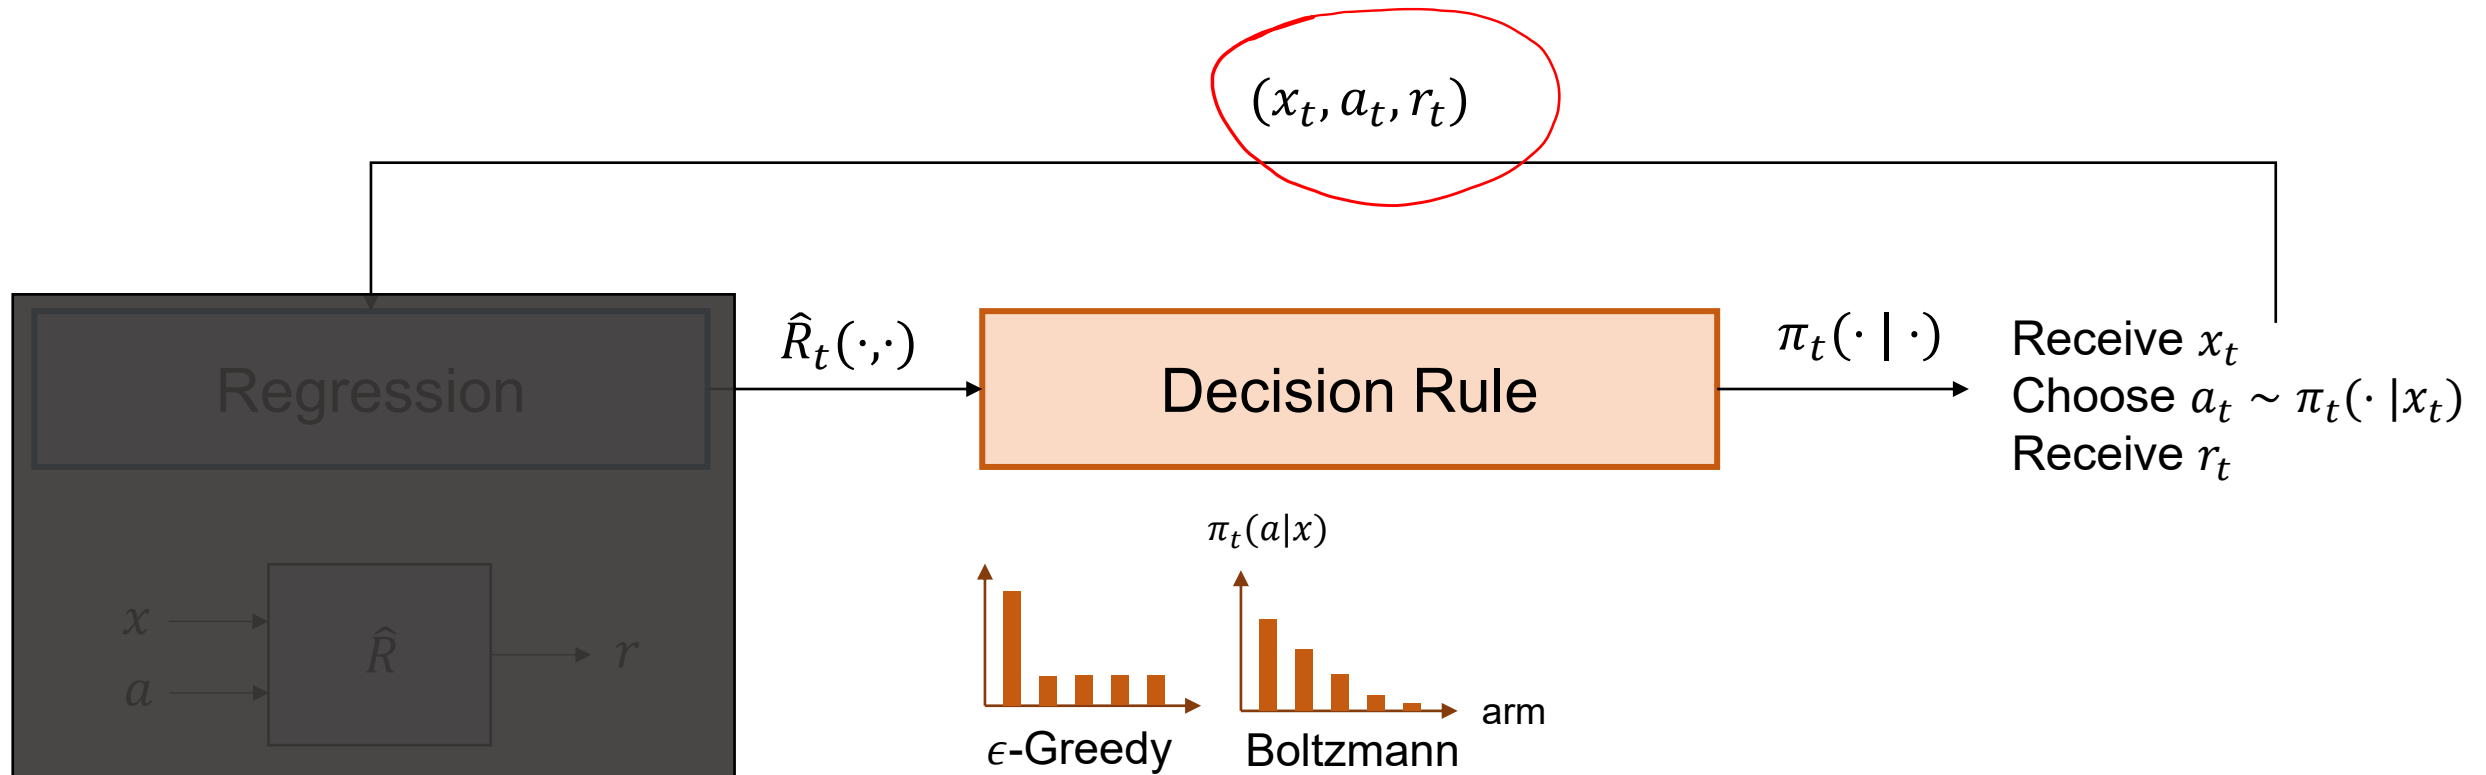 (x_t, a_t, r_t)
Regression
R̂_t(·,·)
Decision Rule
π_t(· | ·)
Receive x_t
Choose a_t ~ π_t(· |x_t)
Receive r_t
x
a
R̂
r
π_t(a|x)
arm
ϵ-Greedy
Boltzmann